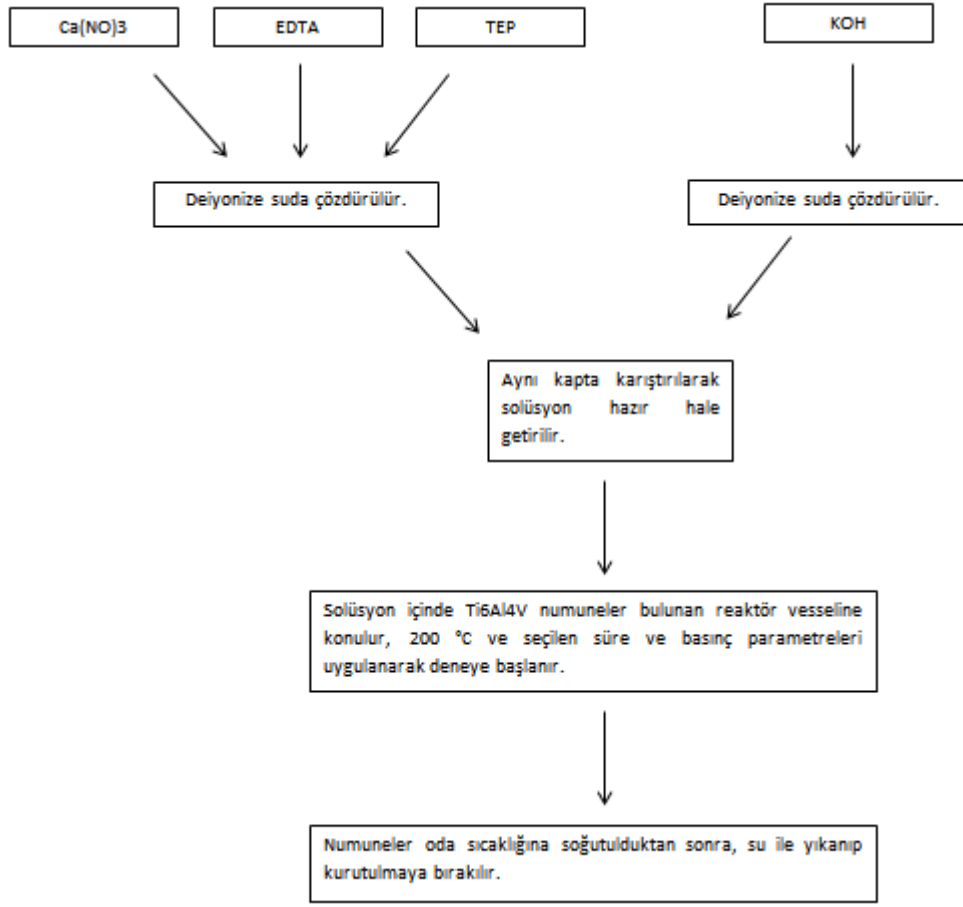 Ca(NO)3
EDTA
TEP
KOH
Deiyonize suda çözdürülür.
Deiyonize suda çözdürülür.
Aynı kapta karıştırılarak
solüsyon hazır hale
getirilir.
Solüsyon içinde Ti6Al4V numuneler bulunan reaktör vesseline
konulur, 200 °C ve seçilen süre ve basınç parametreleri
uygulanarak deneye başlanır.
Numuneler oda sıcaklığına soğutulduktan sonra, su ile yıkanıp
kurutulmaya bırakılır.